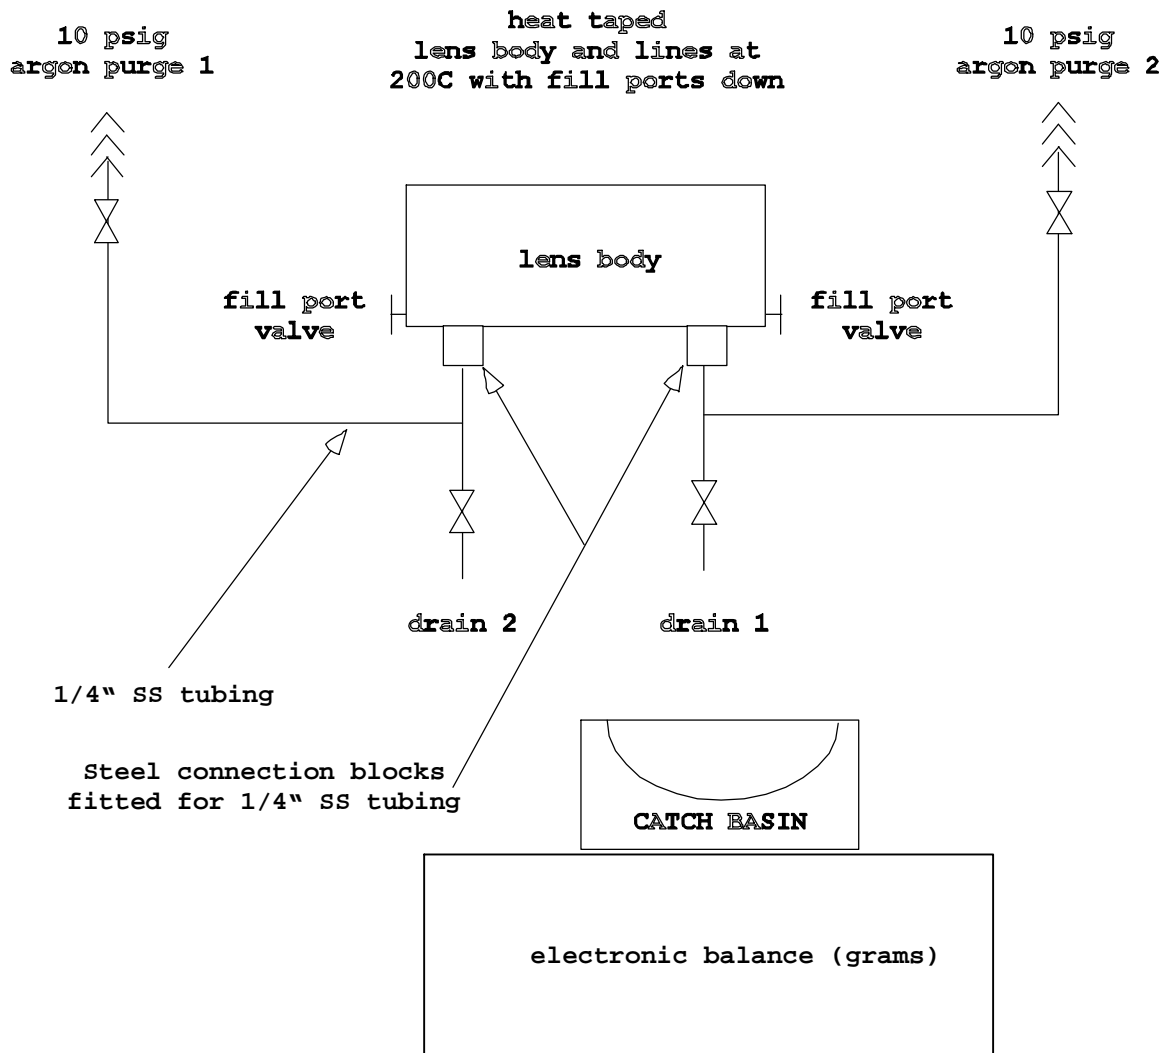 10 psig
argon purge 1
heat taped
lens body and lines at
200C with fill ports down
10 psig
argon purge 2
lens body
fill port
valve
fill port
valve
drain 2
drain 1
1/4" SS tubing
Steel connection blocks
fitted for 1/4" SS tubing
CATCH BASIN
electronic balance (grams)